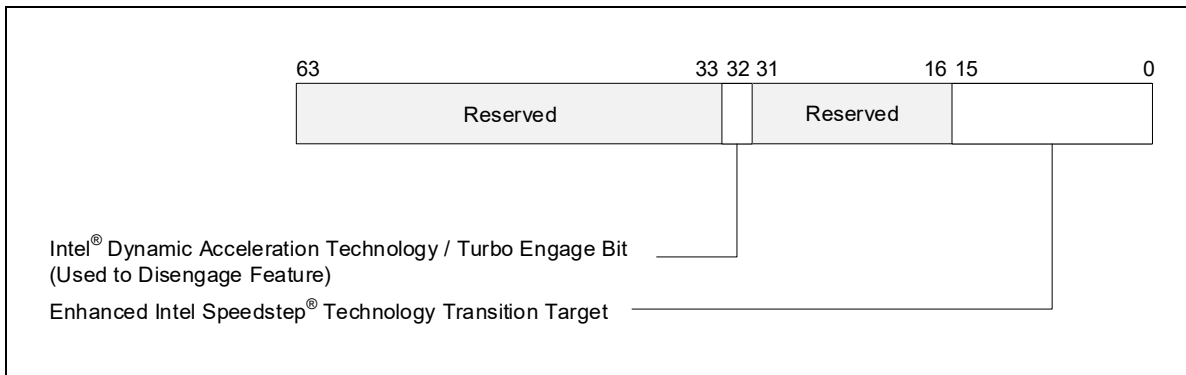 63 33 32 31 16 15 0
Reserved Reserved
Intel® Dynamic Acceleration Technology / Turbo Engage Bit
(Used to Disengage Feature)
Enhanced Intel Speedstep® Technology Transition Target